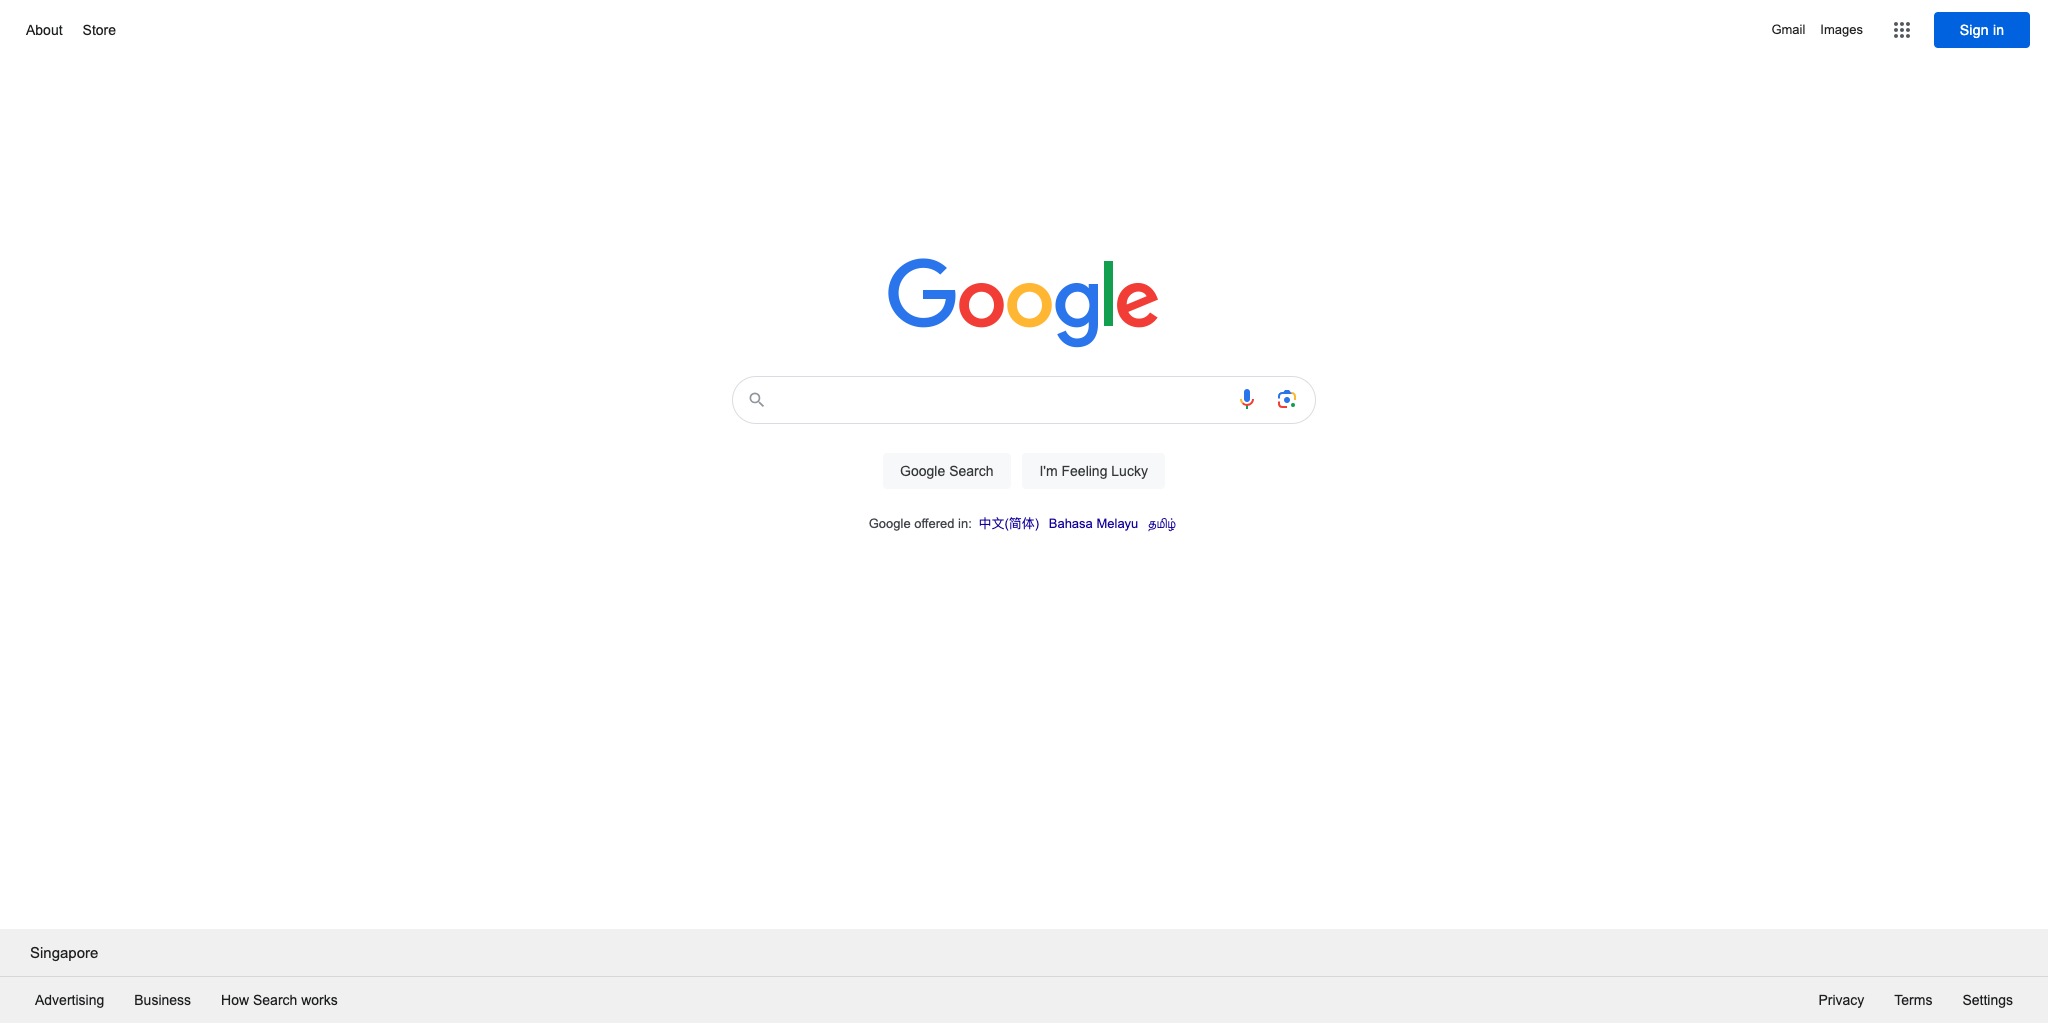 About Store
Gmail Images
Sign in
Google
Google Search
I'm Feeling Lucky
Google offered in: 中文(简体) Bahasa Melayu தமிழ்
Singapore
Advertising Business How Search works
Privacy Terms Settings